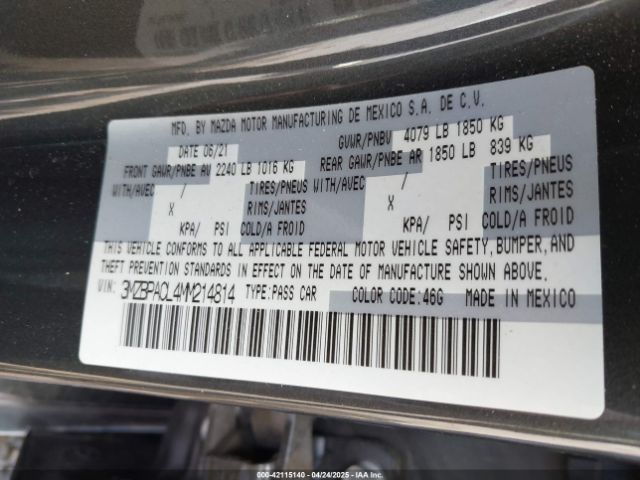 MFD. BY MAZDA MOTOR MANUFACTURING DE MEXICO S.A. DE C.V.
DATE 06/21 GVWR/PNBV 4079 LB 1850 KG
FRONT GAWR/PNBE AV 2240 LB 1016 KG REAR GAWR/PNBE AR 1850 LB 839 KG
WITH/AVEC / TIRES/PNEUS WITH/AVEC / TIRES/PNEUS
X RIMS/JANTES X RIMS/JANTES
KPA/ PSI COLD/A FROID KPA/ PSI COLD/A FROID
THIS VEHICLE CONFORMS TO ALL APPLICABLE FEDERAL MOTOR VEHICLE SAFETY, BUMPER, AND
THEFT PREVENTION STANDARDS IN EFFECT ON THE DATE OF MANUFACTURE SHOWN ABOVE.
VIN: 3MZBPACL4MM214814 TYPE:PASS CAR COLOR CODE:46G MADE IN MEXICO
000-42115140 - 04/24/2025 - IAA Inc.